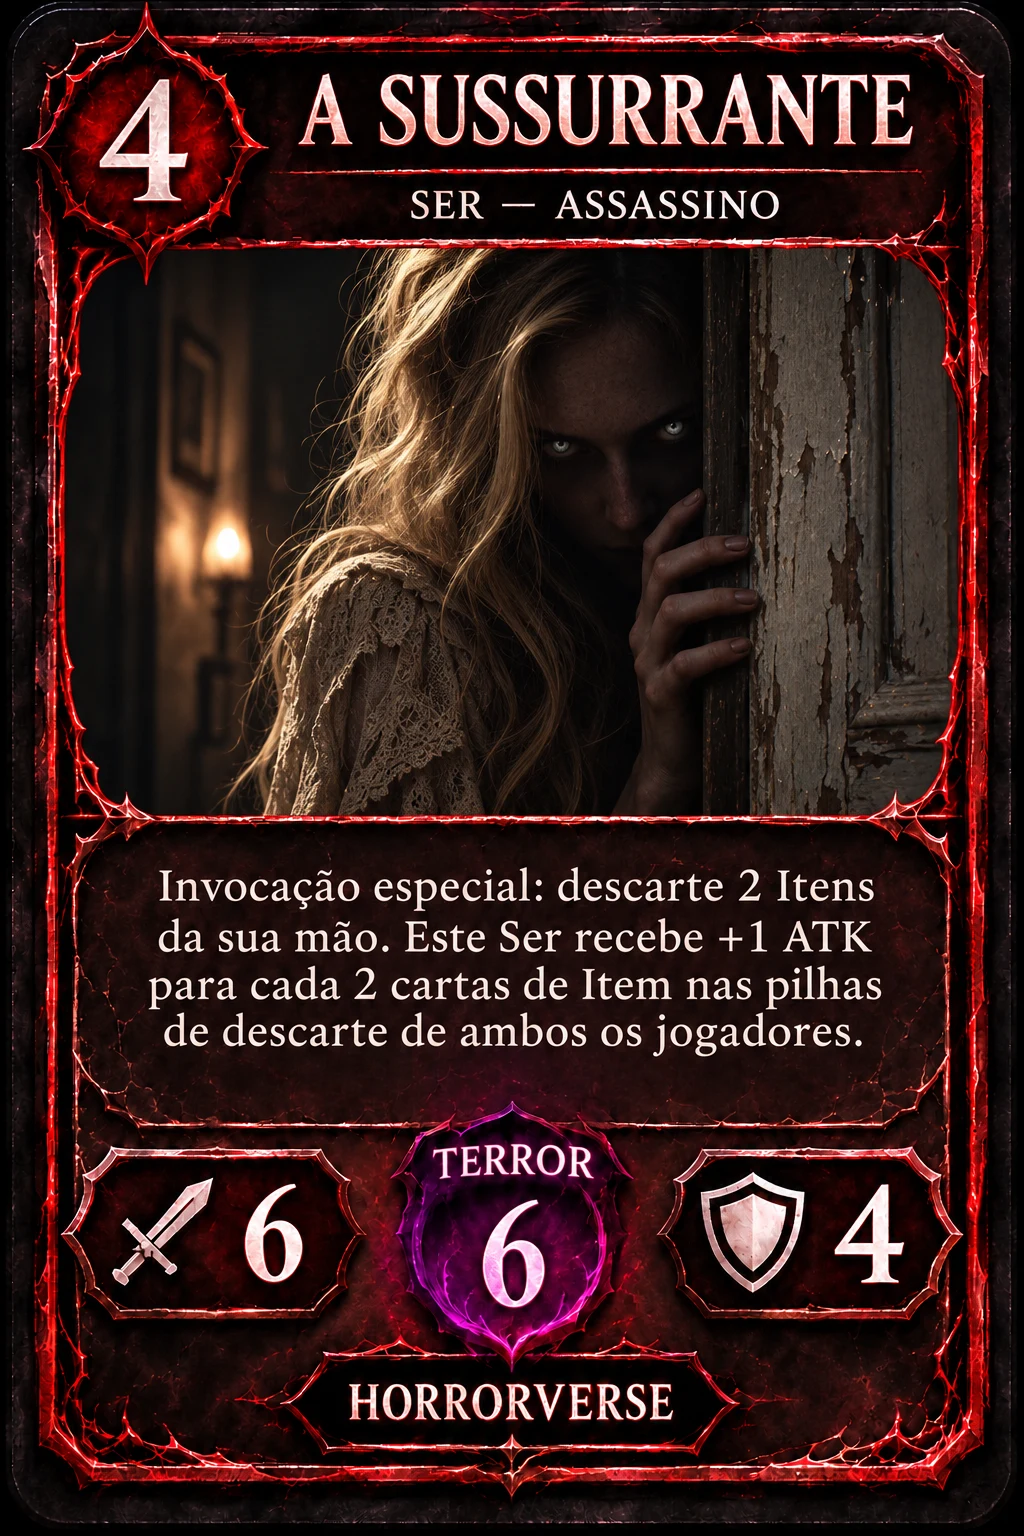 4
A SUSSURRANTE
SER — ASSASSINO
Invocação especial: descarte 2 Itens
da sua mão. Este Ser recebe +1 ATK
para cada 2 cartas de Item nas pilhas
de descarte de ambos os jogadores.
6
TERROR
6
4
HORRORVERSE